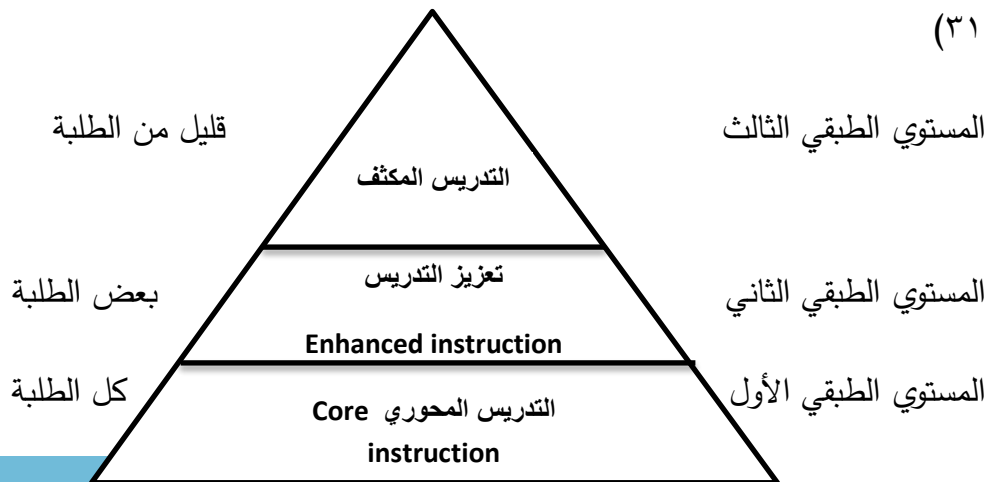 ٣١)
المستوي الطبقي الثالث
قليل من الطلبة
التدريس المكثف
المستوي الطبقي الثاني
تعزيز التدريس
بعض الطلبة
Enhanced instruction
المستوي الطبقي الأول
كل الطلبة
التدريس المحوري Core
instruction